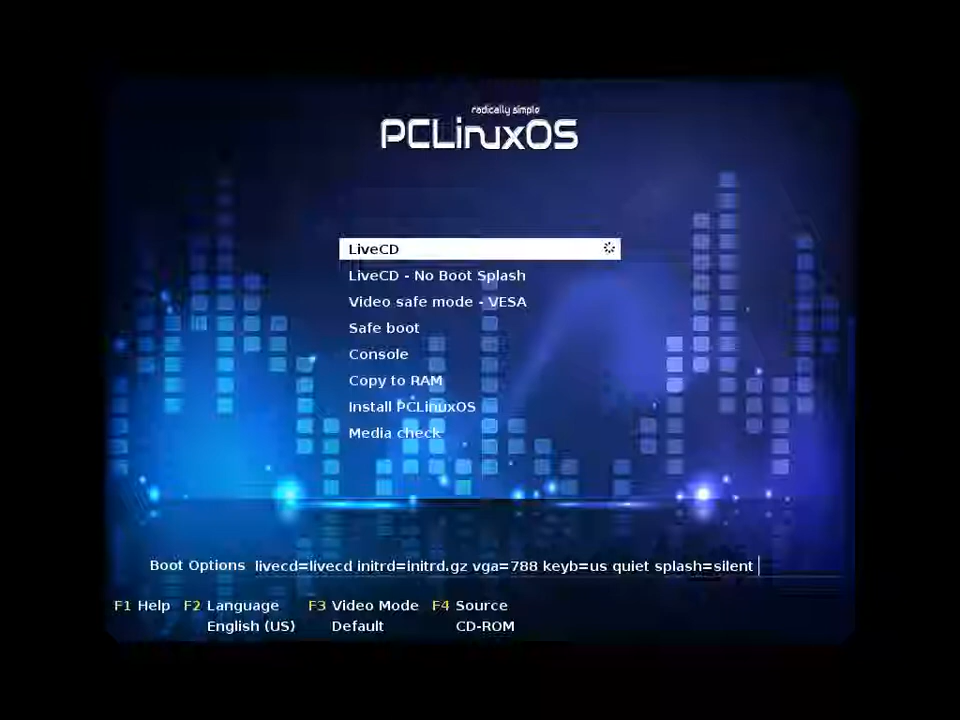 radically simple
PCLinuxOS
LiveCD
LiveCD - No Boot Splash
Video safe mode - VESA
Safe boot
Console
Copy to RAM
Install PCLinuxOS
Media check
Boot Options livecd=livecd initrd=initrd.gz vga=788 keyb=us quiet splash=silent
F1 Help F2 Language F3 Video Mode F4 Source
English (US) Default CD-ROM